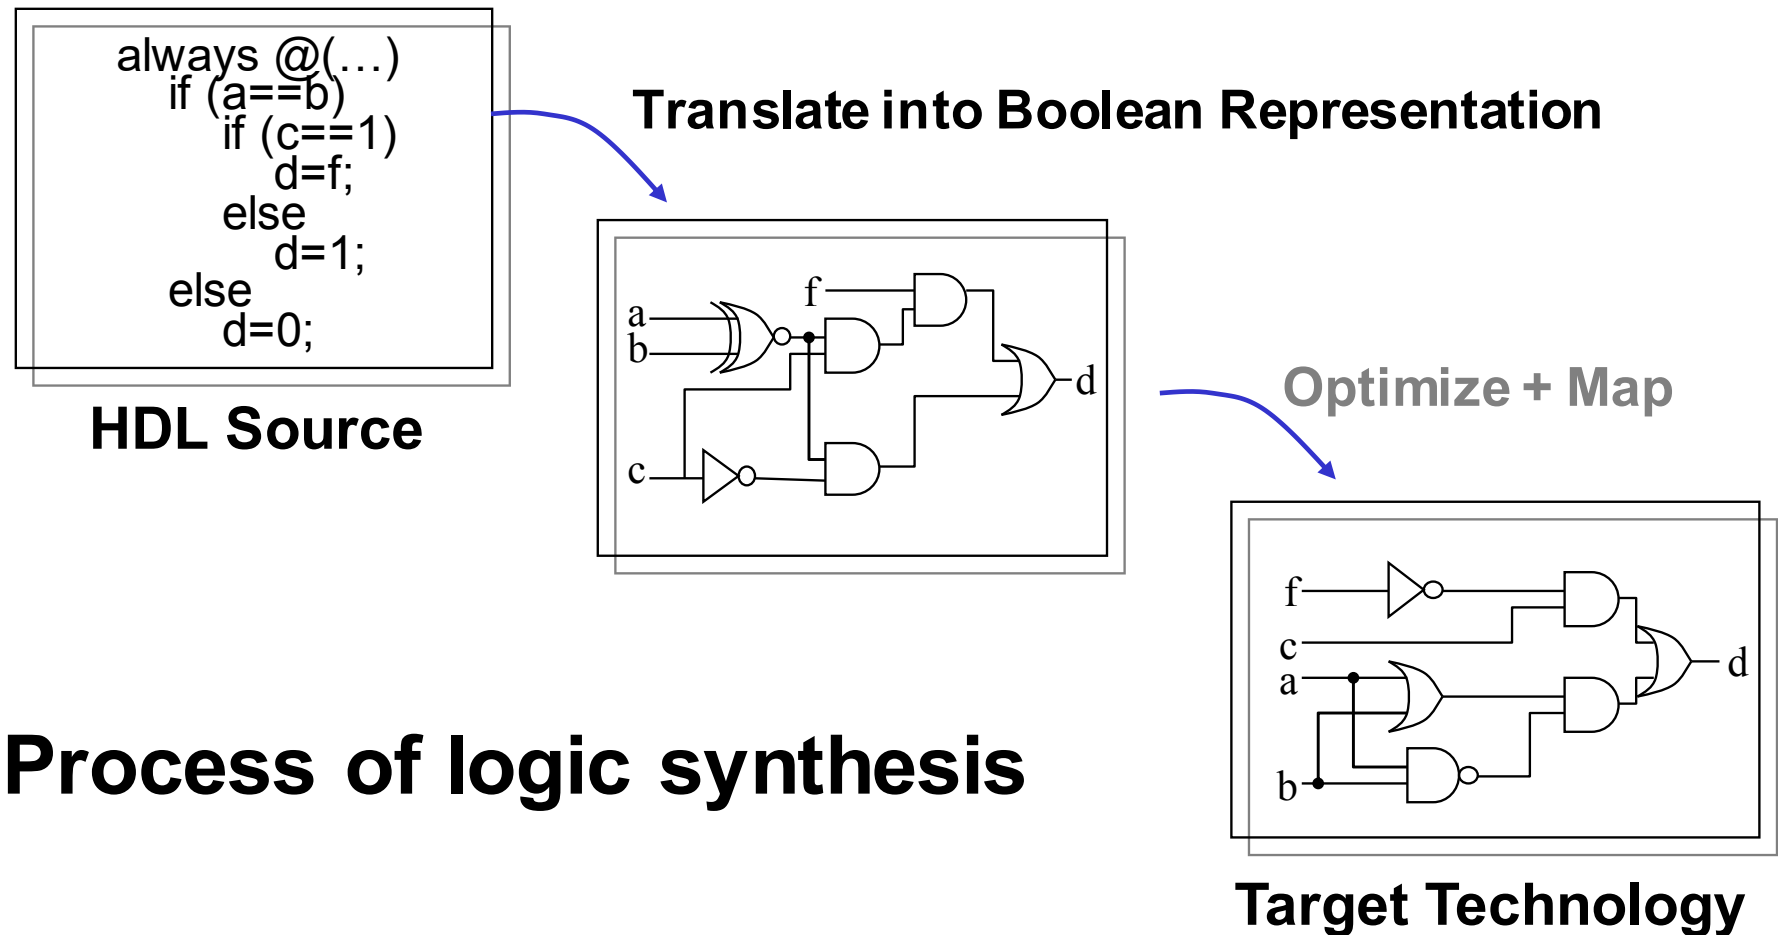 always @(…)
if (a==b)
if (c==1)
d=f;
else
d=1;
else
d=0;
HDL Source
Translate into Boolean Representation
f
a
b
c
d
Optimize + Map
f
c
a
b
d
Target Technology
Process of logic synthesis